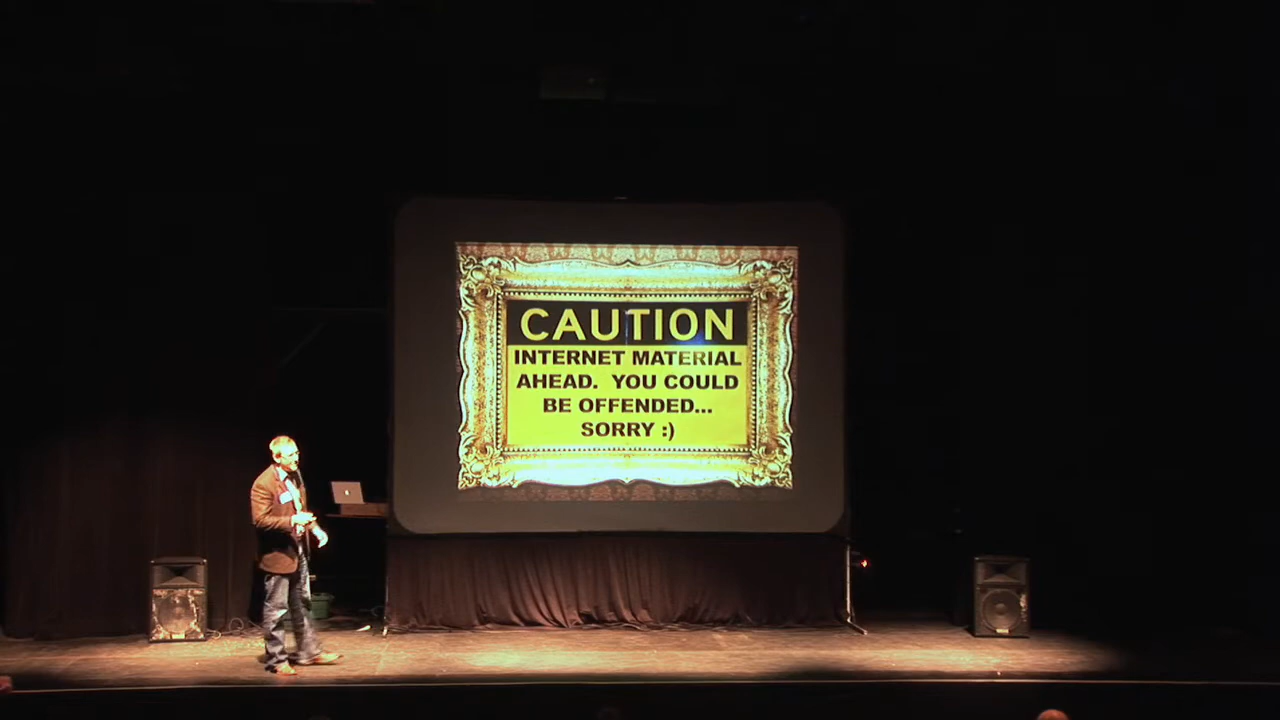 CAUTION
INTERNET MATERIAL
AHEAD. YOU COULD
BE OFFENDED...
SORRY :)